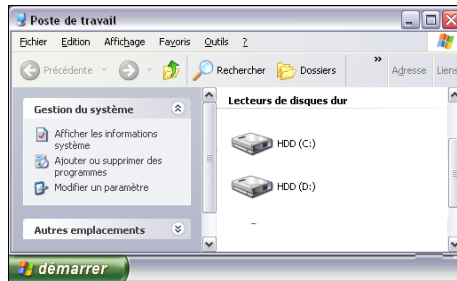 Poste de travail
Fichier Edition Affichage Favoris Outils ?
Précédente Rechercher Dossiers » Adresse Liens
Gestion du système
Afficher les informations
système
Ajouter ou supprimer des
programmes
Modifier un paramètre
Autres emplacements
Lecteurs de disques dur
HDD (C:)
HDD (D:)
démarrer